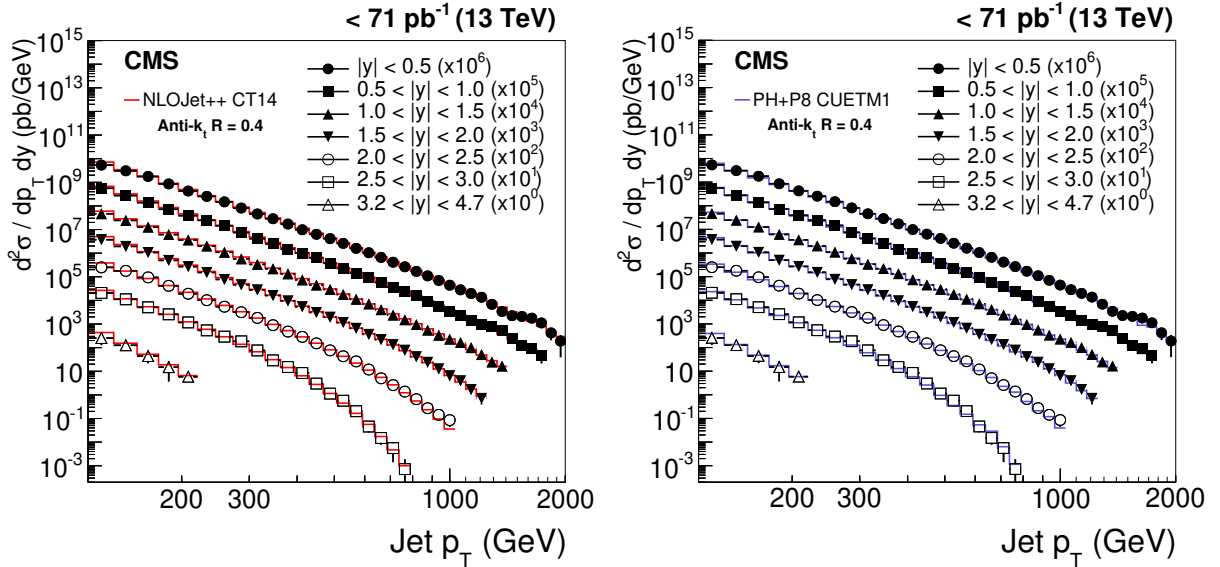 < 71 pb⁻¹ (13 TeV)
CMS
NLOJet++ CT14
Anti-kₜ R = 0.4
|y| < 0.5 (x10⁶)
0.5 < |y| < 1.0 (x10⁵)
1.0 < |y| < 1.5 (x10⁴)
1.5 < |y| < 2.0 (x10³)
2.0 < |y| < 2.5 (x10²)
2.5 < |y| < 3.0 (x10¹)
3.2 < |y| < 4.7 (x10⁰)
d²σ / dp_T dy (pb/GeV)
10¹⁵
10¹³
10¹¹
10⁹
10⁷
10⁵
10³
10
10⁻¹
10⁻³
200 300 1000 2000
Jet p_T (GeV)
< 71 pb⁻¹ (13 TeV)
CMS
PH+P8 CUETM1
Anti-kₜ R = 0.4
|y| < 0.5 (x10⁶)
0.5 < |y| < 1.0 (x10⁵)
1.0 < |y| < 1.5 (x10⁴)
1.5 < |y| < 2.0 (x10³)
2.0 < |y| < 2.5 (x10²)
2.5 < |y| < 3.0 (x10¹)
3.2 < |y| < 4.7 (x10⁰)
d²σ / dp_T dy (pb/GeV)
10¹⁵
10¹³
10¹¹
10⁹
10⁷
10⁵
10³
10
10⁻¹
10⁻³
200 300 1000 2000
Jet p_T (GeV)